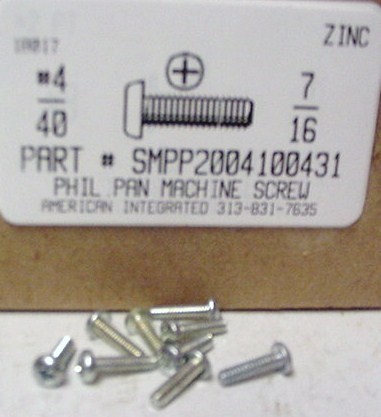 ZINC
#4
40
7
16
PART # SMPP2004100431
PHIL PAN MACHINE SCREW
AMERICAN INTEGRATED 313-831-7635